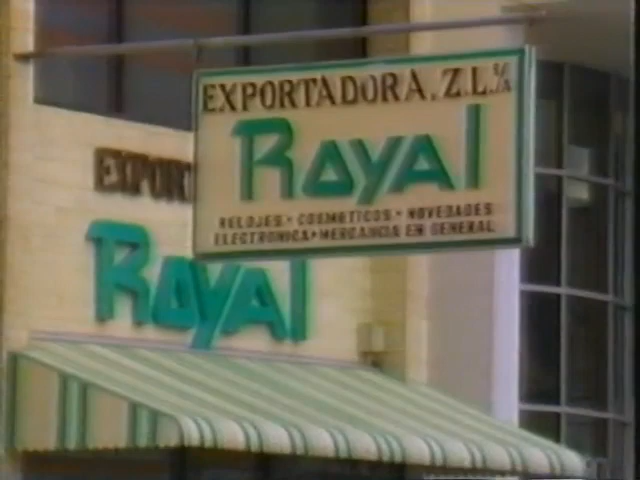 EXPORTADORA, Z.L. S/A
Royal
RELOJES • COSMETICOS • NOVEDADES
ELECTRONICA • MERCANCIA EN GENERAL
Royal